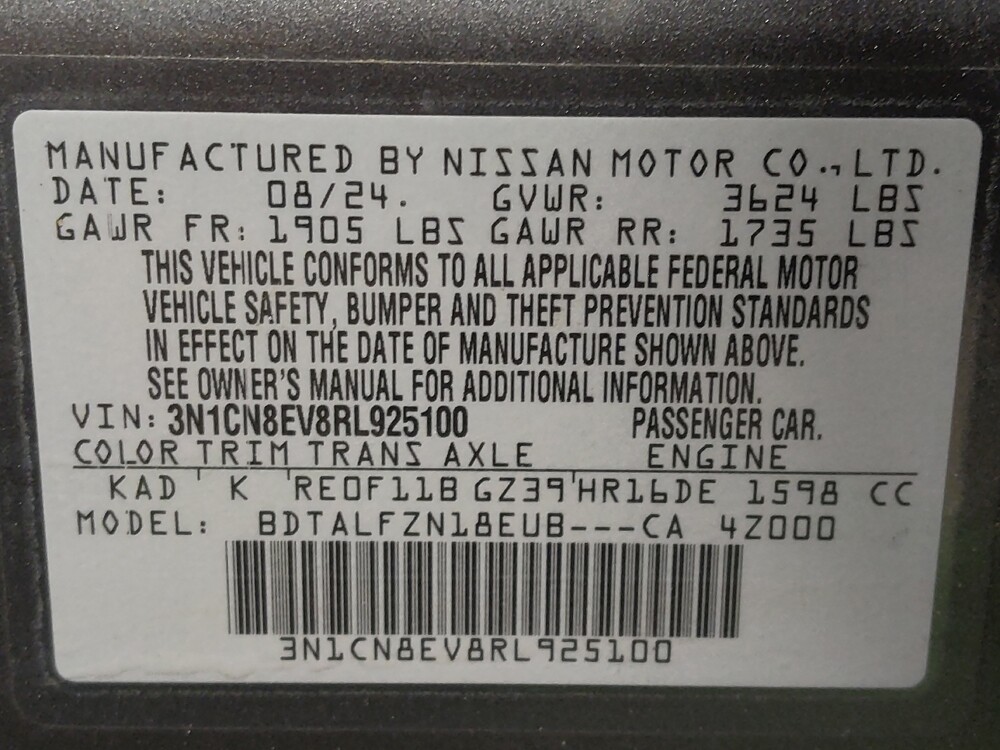 MANUFACTURED BY NISSAN MOTOR CO., LTD.
DATE: 08/24. GVWR: 3624 LBS
GAWR FR: 1905 LBS GAWR RR: 1735 LBS
THIS VEHICLE CONFORMS TO ALL APPLICABLE FEDERAL MOTOR
VEHICLE SAFETY, BUMPER AND THEFT PREVENTION STANDARDS
IN EFFECT ON THE DATE OF MANUFACTURE SHOWN ABOVE.
SEE OWNER'S MANUAL FOR ADDITIONAL INFORMATION.
VIN: 3N1CN8EV8RL925100 PASSENGER CAR.
COLOR TRIM TRANS AXLE ENGINE
KAD K RE0F11B GZ39 HR16DE 1598 CC
MODEL: BDTALFZN18EUB---CA 4Z000
3N1CN8EV8RL925100